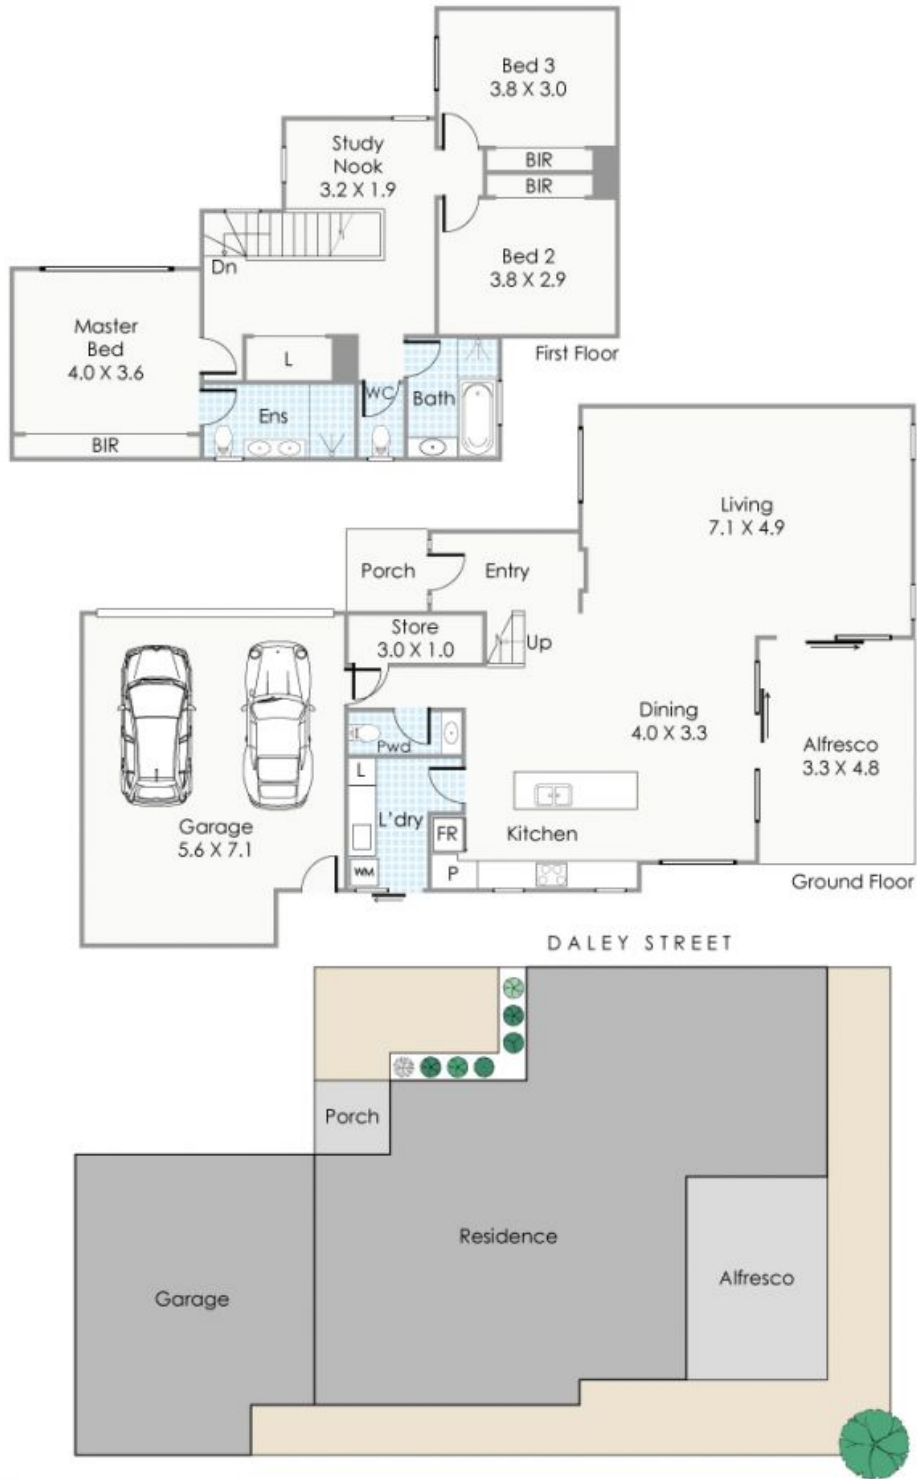 Bed 3
3.8 X 3.0
Study
Nook
3.2 X 1.9
BIR
BIR
Bed 2
3.8 X 2.9
Dn
Master
Bed
4.0 X 3.6
L
First Floor
WC
Bath
Ens
BIR
Living
7.1 X 4.9
Porch
Entry
Store
3.0 X 1.0
Up
Dining
4.0 X 3.3
Pwd
Alfresco
3.3 X 4.8
L
L'dry
Garage
5.6 X 7.1
FR
Kitchen
WM
P
Ground Floor
DALEY STREET
Porch
Residence
Alfresco
Garage